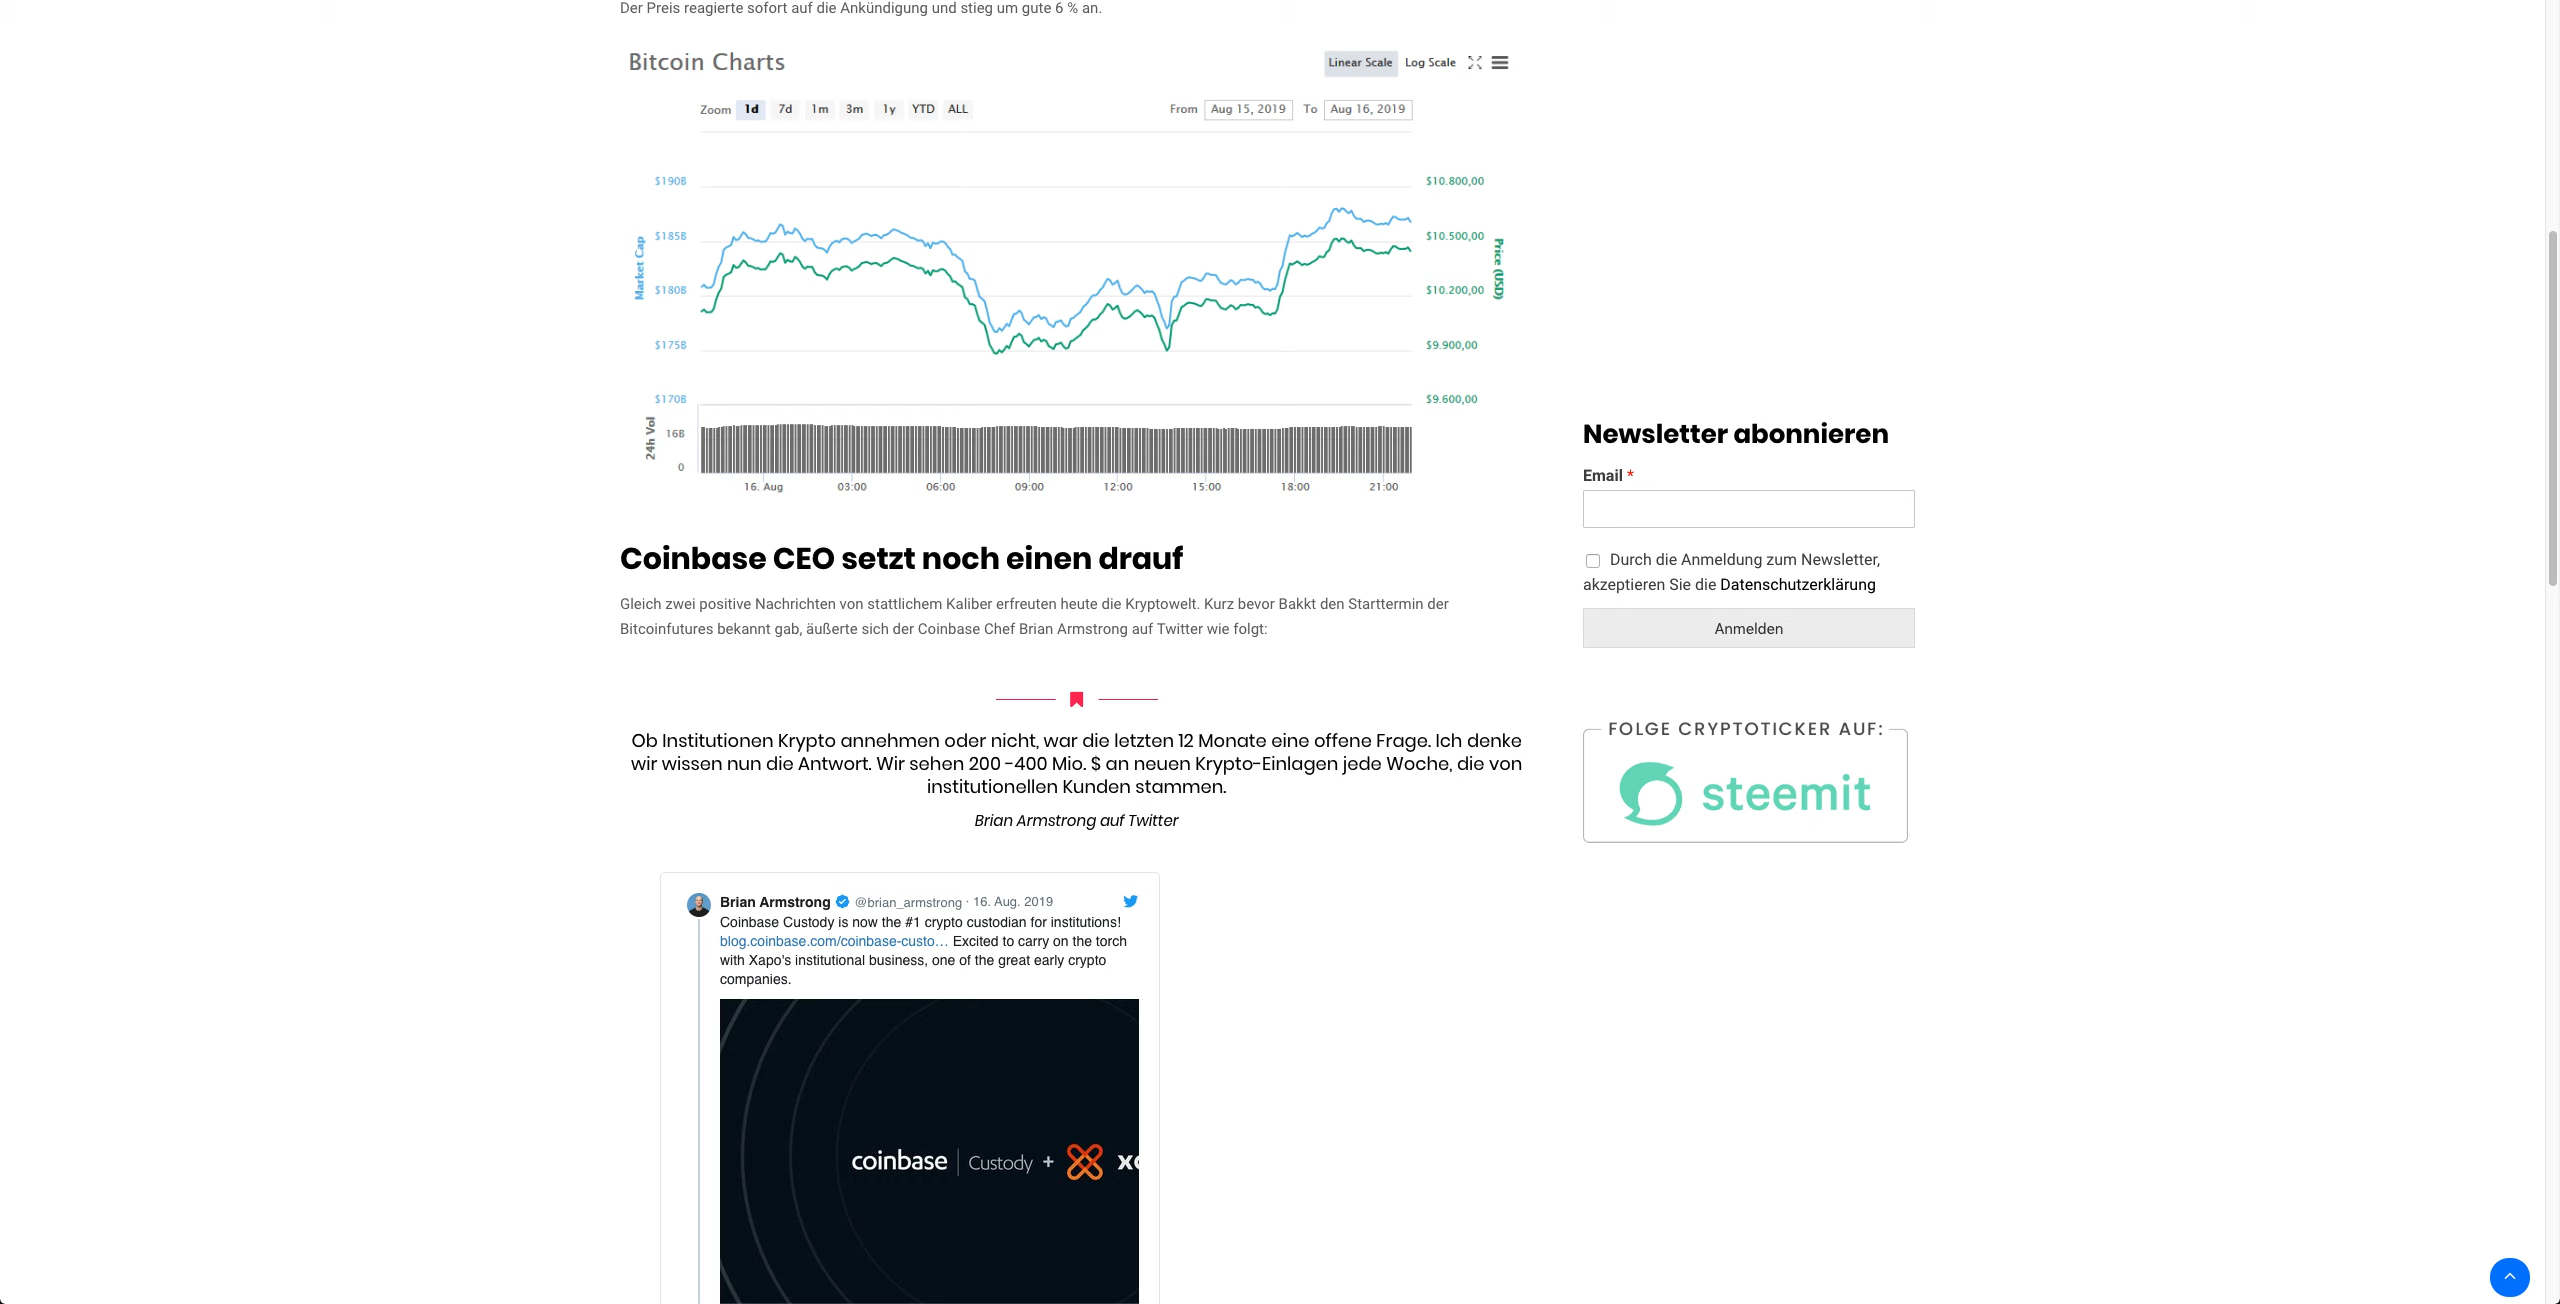 Der Preis reagierte sofort auf die Ankündigung und stieg um gute 6 % an.
Bitcoin Charts
Linear Scale Log Scale
Zoom 1d 7d 1m 3m 1y YTD ALL
From Aug 15, 2019 To Aug 16, 2019
$190B
$185B
$180B
$175B
$170B
Market Cap
$10.800,00
$10.500,00
$10.200,00
$9.900,00
$9.600,00
Price (USD)
24h Vol
16B
0
16. Aug 03:00 06:00 09:00 12:00 15:00 18:00 21:00
Coinbase CEO setzt noch einen drauf
Gleich zwei positive Nachrichten von stattlichem Kaliber erfreuten heute die Kryptowelt. Kurz bevor Bakkt den Starttermin der
Bitcoinfutures bekannt gab, äußerte sich der Coinbase Chef Brian Armstrong auf Twitter wie folgt:
Ob Institutionen Krypto annehmen oder nicht, war die letzten 12 Monate eine offene Frage. Ich denke
wir wissen nun die Antwort. Wir sehen 200 -400 Mio. $ an neuen Krypto-Einlagen jede Woche, die von
institutionellen Kunden stammen.
Brian Armstrong auf Twitter
Brian Armstrong @brian_armstrong · 16. Aug. 2019
Coinbase Custody is now the #1 crypto custodian for institutions!
blog.coinbase.com/coinbase-custo… Excited to carry on the torch
with Xapo's institutional business, one of the great early crypto
companies.
coinbase | Custody + xo
Newsletter abonnieren
Email *
Durch die Anmeldung zum Newsletter,
akzeptieren Sie die Datenschutzerklärung
Anmelden
FOLGE CRYPTOTICKER AUF:
steemit